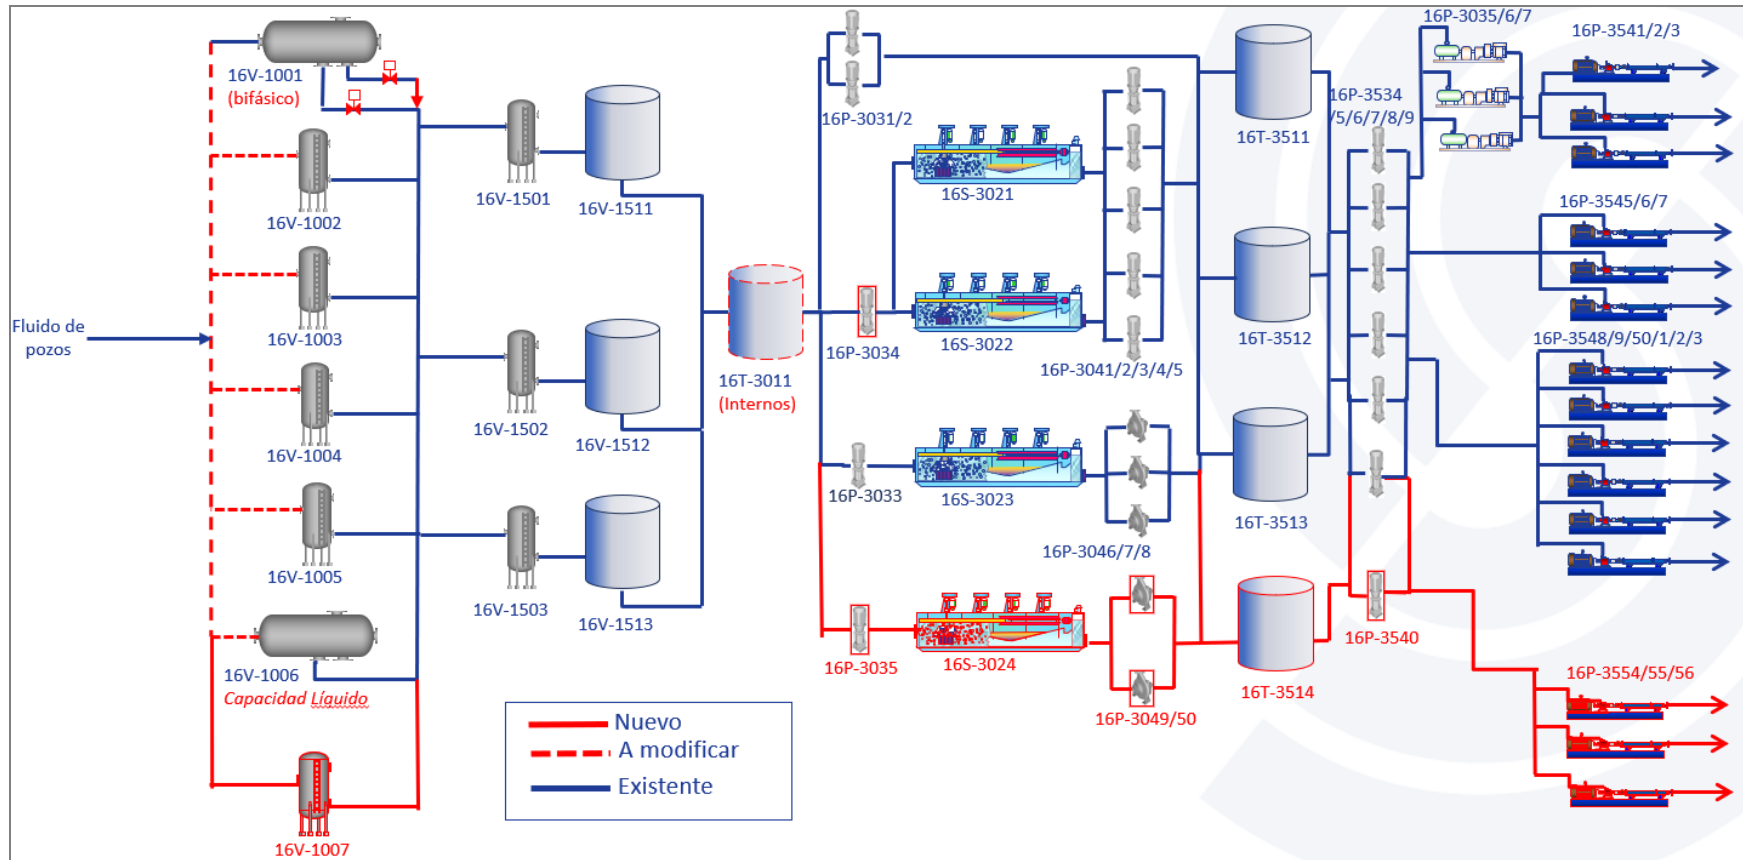 16P-3035/6/7
16P-3541/2/3
16V-1001
(bifásico)
16P-3031/2
16P-3534
/5/6/7/8/9
16T-3511
16V-1002
16V-1501
16V-1511
16S-3021
16P-3545/6/7
Fluido de
pozos
16V-1003
16P-3034
16S-3022
16T-3512
16P-3548/9/50/1/2/3
16T-3011
(Internos)
16P-3041/2/3/4/5
16V-1004
16V-1502
16V-1512
16P-3033
16S-3023
16T-3513
16P-3046/7/8
16V-1005
16V-1503
16V-1513
16P-3540
16V-1006
Capacidad Líquido
16P-3035
16S-3024
16T-3514
16P-3554/55/56
16P-3049/50
Nuevo
A modificar
Existente
16V-1007